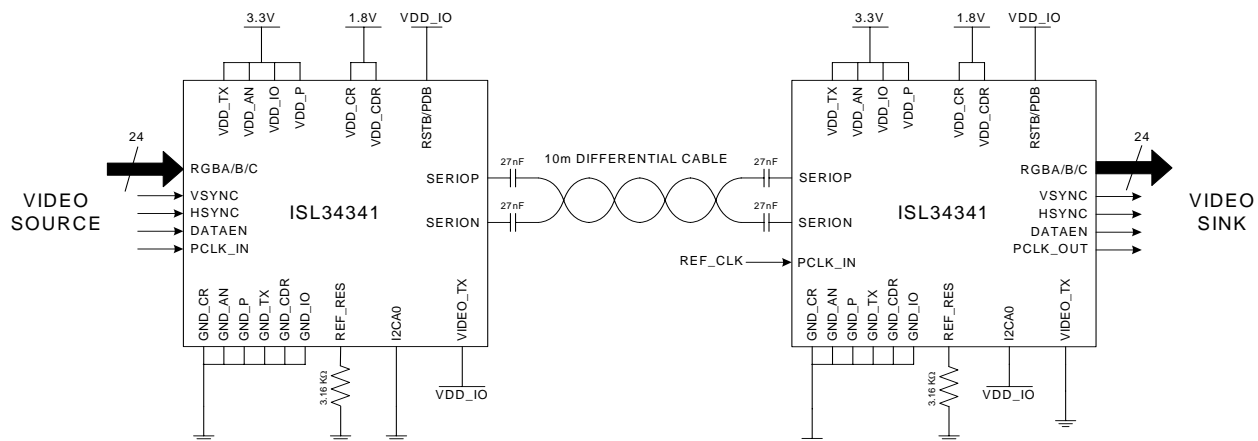 3.3V
1.8V
VDD_IO
VDD_TX
VDD_AN
VDD_IO
VDD_P
VDD_CR
VDD_CDR
RSTB/PDB
24
RGBA/B/C
VIDEO
SOURCE
VSYNC
HSYNC
DATAEN
PCLK_IN
ISL34341
SERIOP
SERION
GND_CR
GND_AN
GND_P
GND_TX
GND_CDR
GND_IO
REF_RES
I2CA0
VIDEO_TX
3.16 KΩ
VDD_IO
27nF
27nF
10m DIFFERENTIAL CABLE
27nF
27nF
REF_CLK
3.3V
1.8V
VDD_IO
VDD_TX
VDD_AN
VDD_IO
VDD_P
VDD_CR
VDD_CDR
RSTB/PDB
SERIOP
SERION
PCLK_IN
ISL34341
24
RGBA/B/C
VSYNC
HSYNC
DATAEN
PCLK_OUT
VIDEO
SINK
GND_CR
GND_AN
GND_P
GND_TX
GND_CDR
GND_IO
REF_RES
I2CA0
VIDEO_TX
3.16 KΩ
VDD_IO